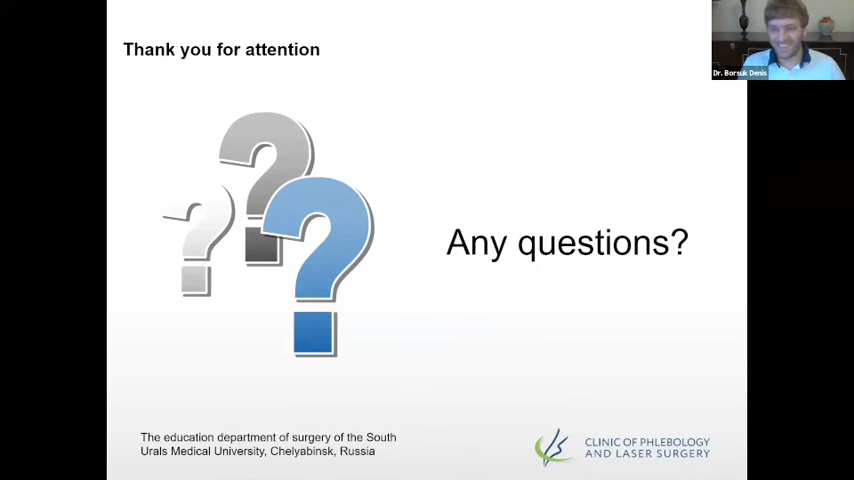 Thank you for attention
Dr. Borsuk Denis
Any questions?
The education department of surgery of the South
Urals Medical University, Chelyabinsk, Russia
CLINIC OF PHLEBOLOGY
AND LASER SURGERY